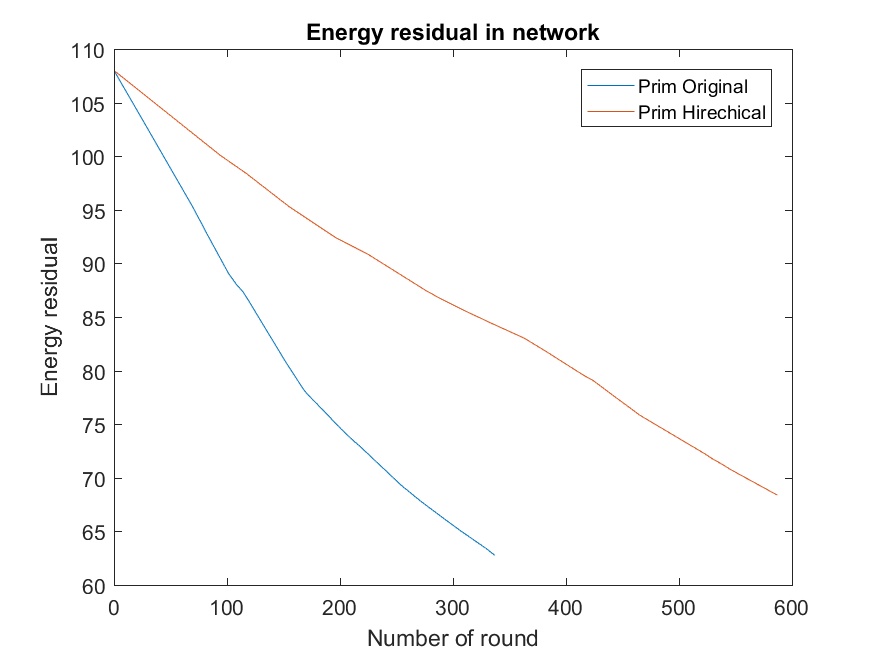 Energy residual in network
110
105
100
95
90
85
80
75
70
65
60
Energy residual
Prim Original
Prim Hirechical
0 100 200 300 400 500 600
Number of round